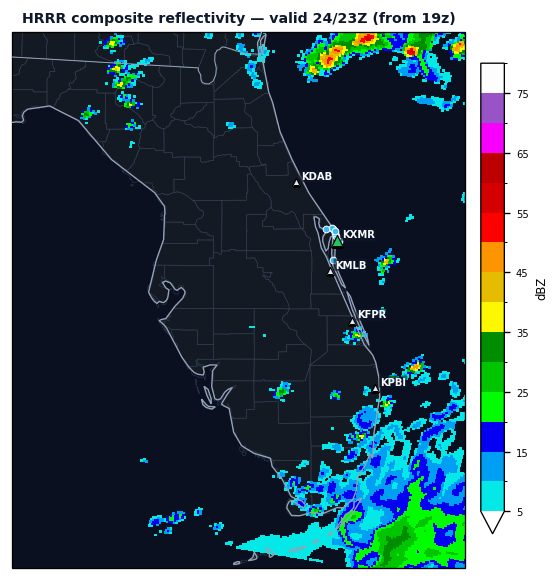 HRRR composite reflectivity — valid 24/23Z (from 19z)
KDAB
KXMR
KMLB
KFPR
KPBI
75
65
55
45
35
25
15
5
dBZ